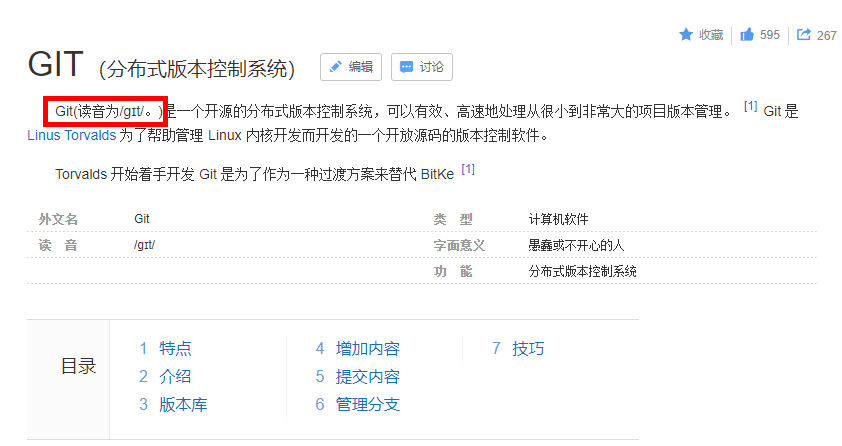 收藏 595 267
GIT (分布式版本控制系统) 编辑 讨论
Git(读音为/gɪt/。)是一个开源的分布式版本控制系统，可以有效、高速地处理从很小到非常大的项目版本管理。 [1] Git 是
Linus Torvalds 为了帮助管理 Linux 内核开发而开发的一个开放源码的版本控制软件。
Torvalds 开始着手开发 Git 是为了作为一种过渡方案来替代 BitKe [1]
外文名 Git 类 型 计算机软件
读 音 /gɪt/ 字面意义 愚蠢或不开心的人
功 能 分布式版本控制系统
目录
1 特点
2 介绍
3 版本库
4 增加内容
5 提交内容
6 管理分支
7 技巧